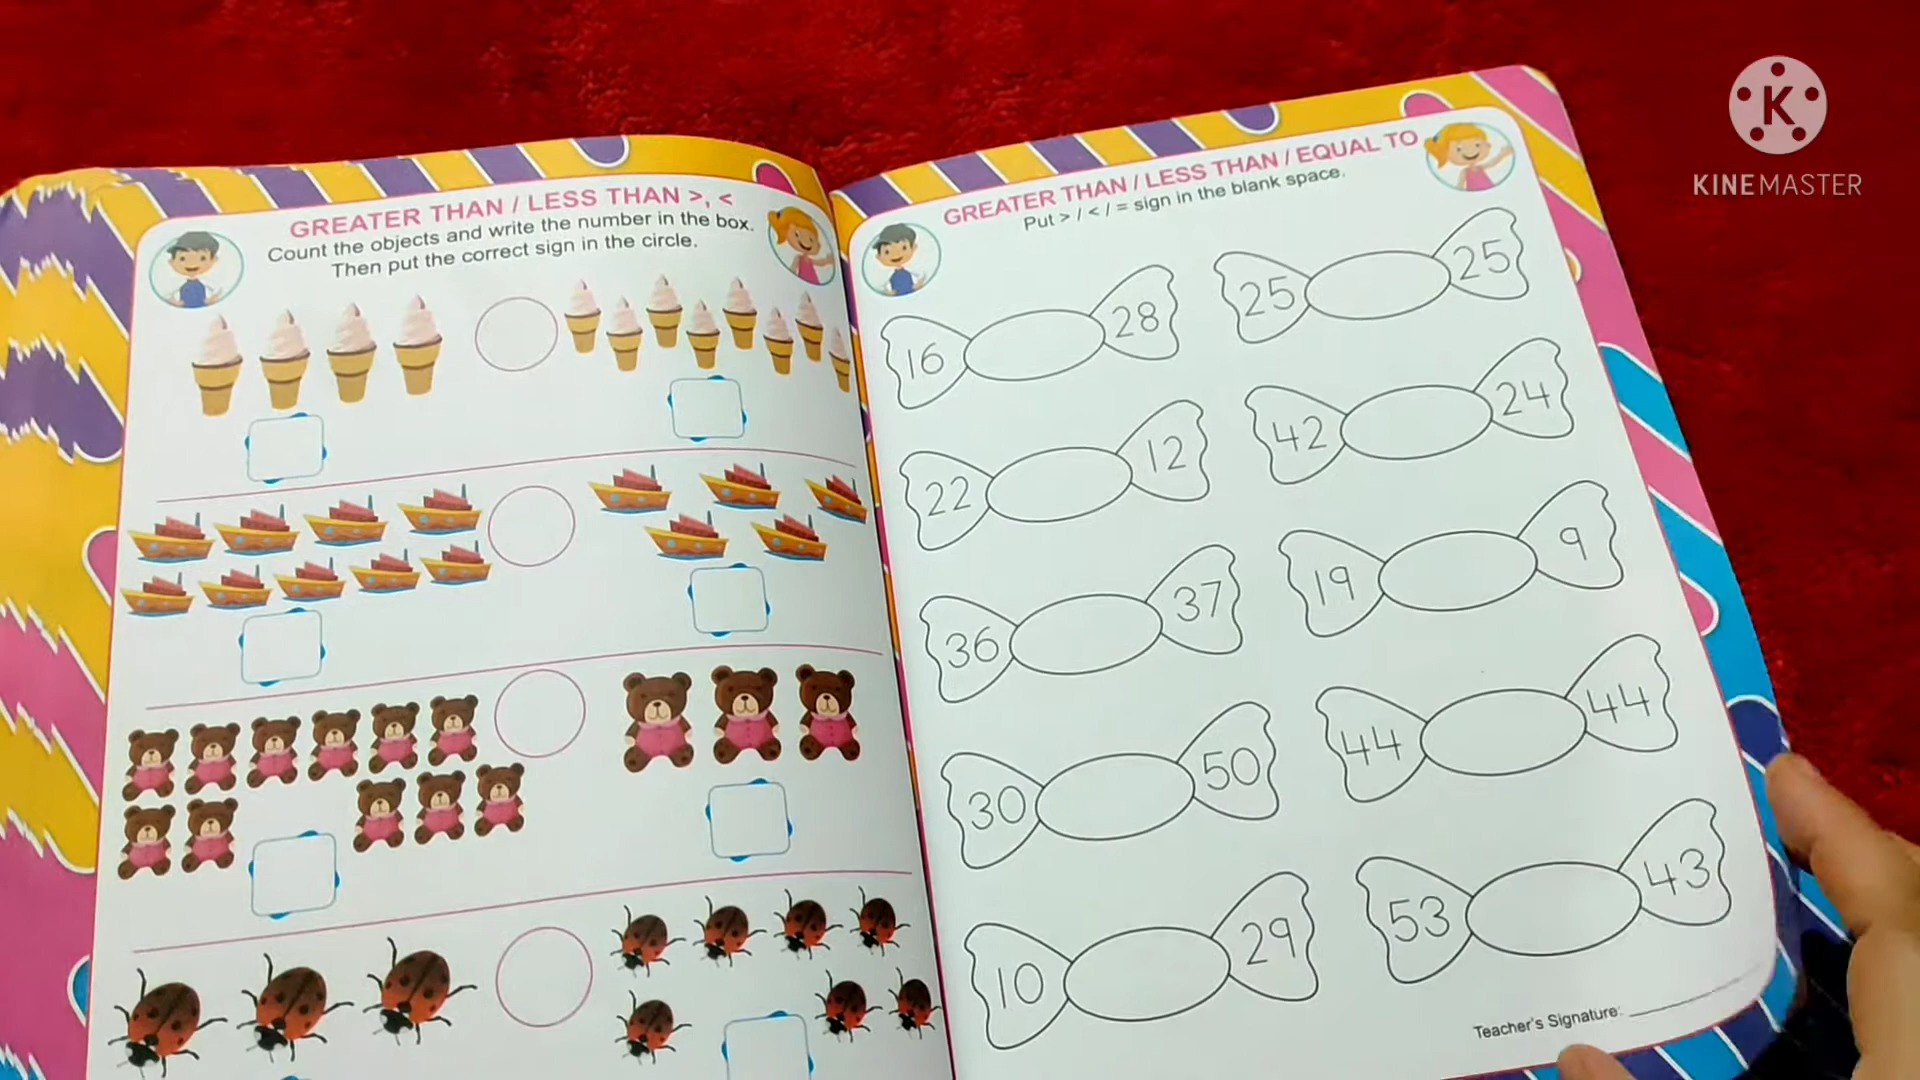 GREATER THAN / LESS THAN >, <
Count the objects and write the number in the box.
Then put the correct sign in the circle.
GREATER THAN / LESS THAN / EQUAL TO
Put > / < / = sign in the blank space.
16 28
25 25
22 12
42 24
36 37
19 9
30 50
44 44
10 29
53 43
Teacher's Signature:
K
KINEMASTER